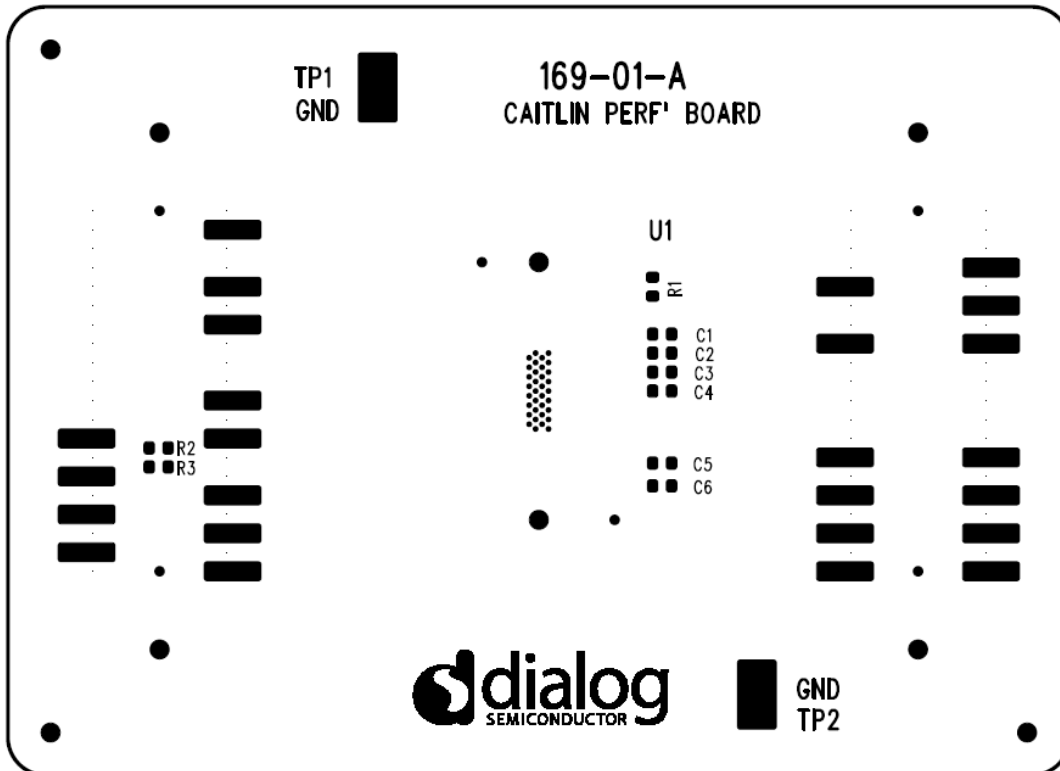 TP1
GND
169-01-A
CAITLIN PERF' BOARD
U1
R1
C1
C2
C3
C4
R2
R3
C5
C6
dialog
SEMICONDUCTOR
GND
TP2